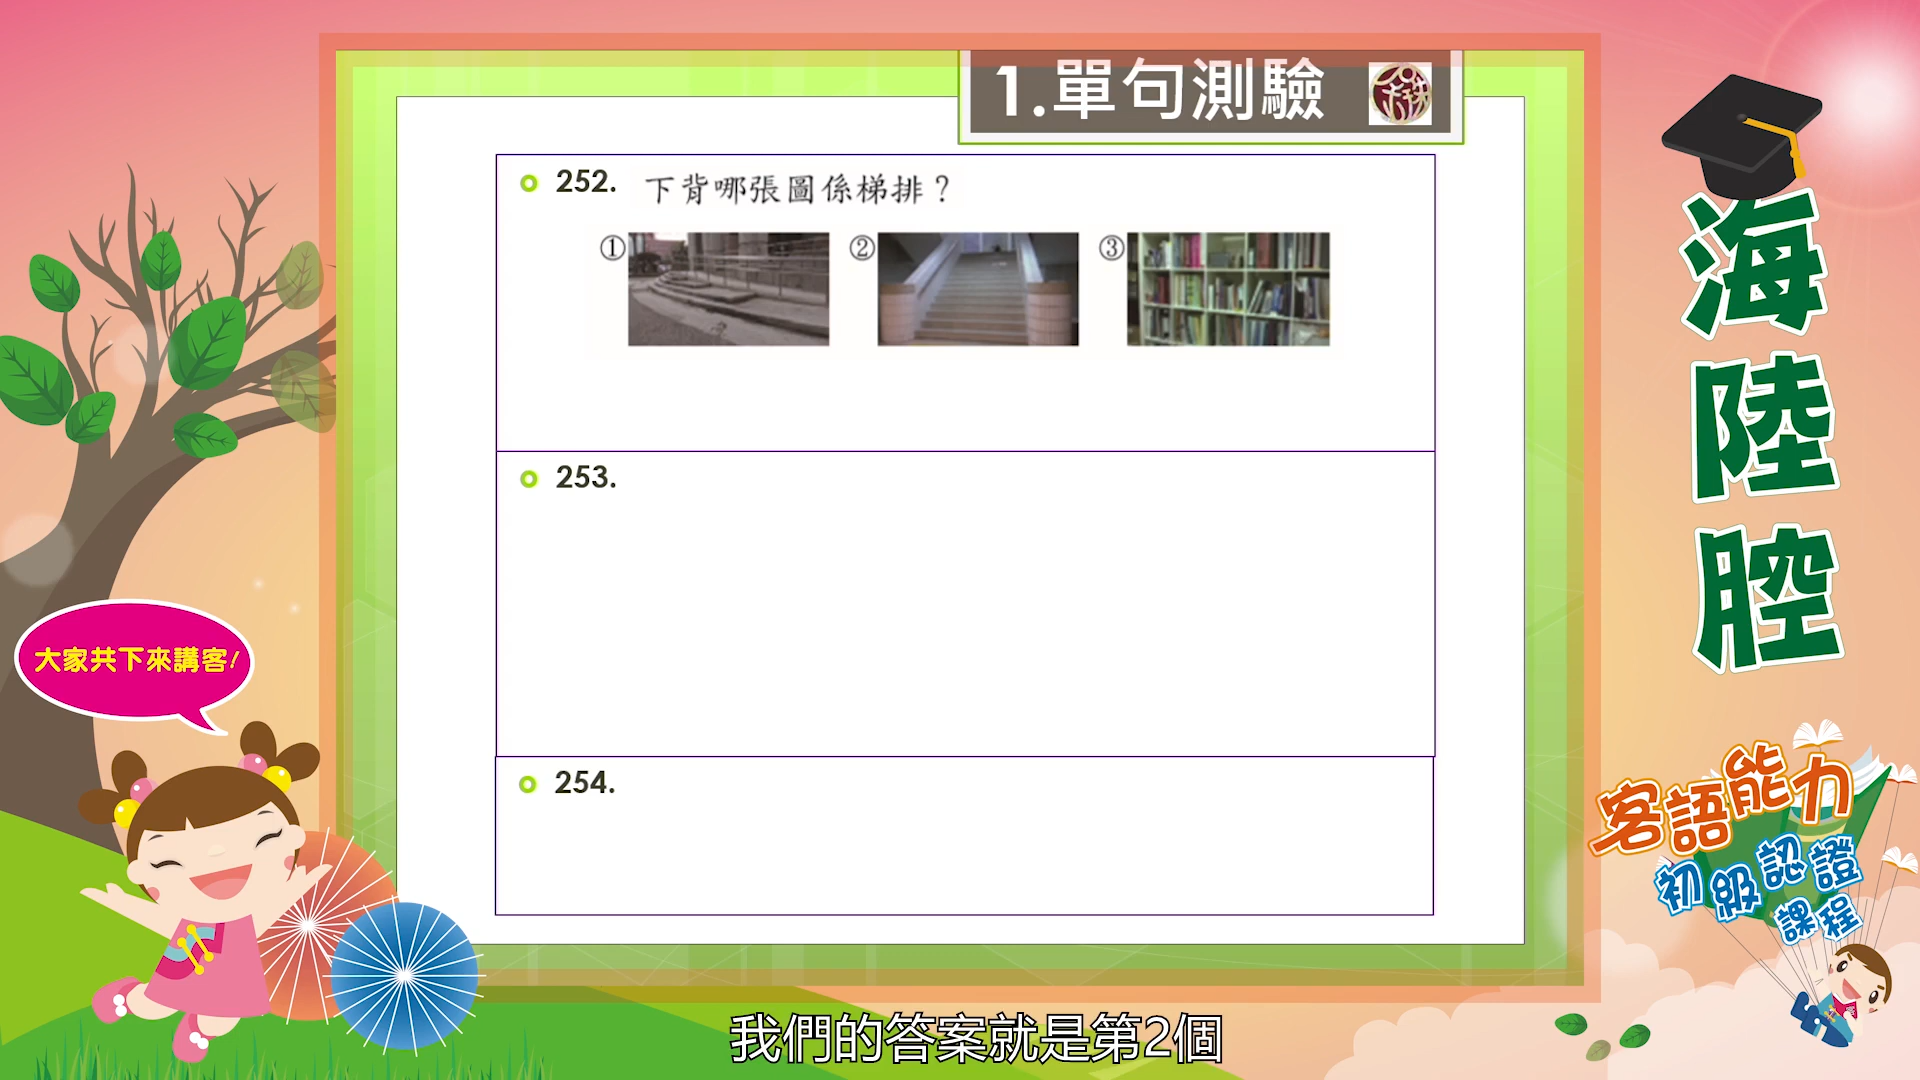 1.單句測驗
252. 下背哪張圖係梯排？
① ② ③
253.
254.
海陸腔
大家共下來講客!
客語能力
初級認證
課程
我們的答案就是第2個